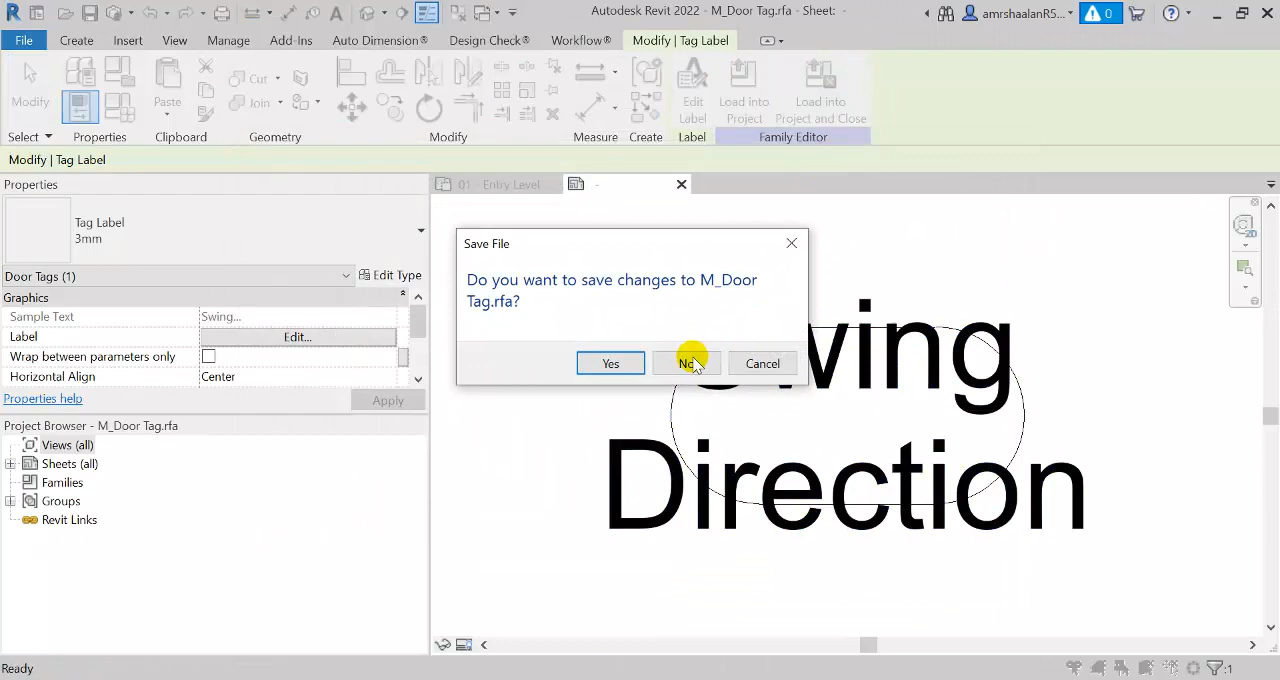 Autodesk Revit 2022 - M_Door Tag.rfa - Sheet: -
amrshaalanR5...
0
File
Create
Insert
View
Manage
Add-Ins
Auto Dimension®
Design Check®
Workflow®
Modify | Tag Label
Modify
Paste
Cut
Join
Edit
Label
Load into
Project
Load into
Project and Close
Select
Properties
Clipboard
Geometry
Modify
Measure
Create
Label
Family Editor
Modify | Tag Label
Properties
01 - Entry Level
-
Tag Label
3mm
Door Tags (1)
Edit Type
Graphics
Sample Text
Swing...
Label
Edit...
Wrap between parameters only
Horizontal Align
Center
Properties help
Apply
Project Browser - M_Door Tag.rfa
Views (all)
Sheets (all)
Families
Groups
Revit Links
Save File
Do you want to save changes to M_Door
Tag.rfa?
Yes
No
Cancel
Swing
Direction
2D
Ready
:1